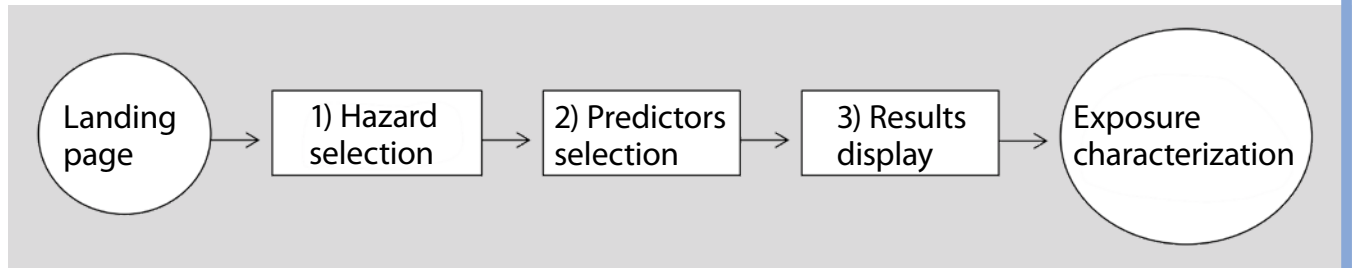 Landing
page
1) Hazard
selection
2) Predictors
selection
3) Results
display
Exposure
characterization